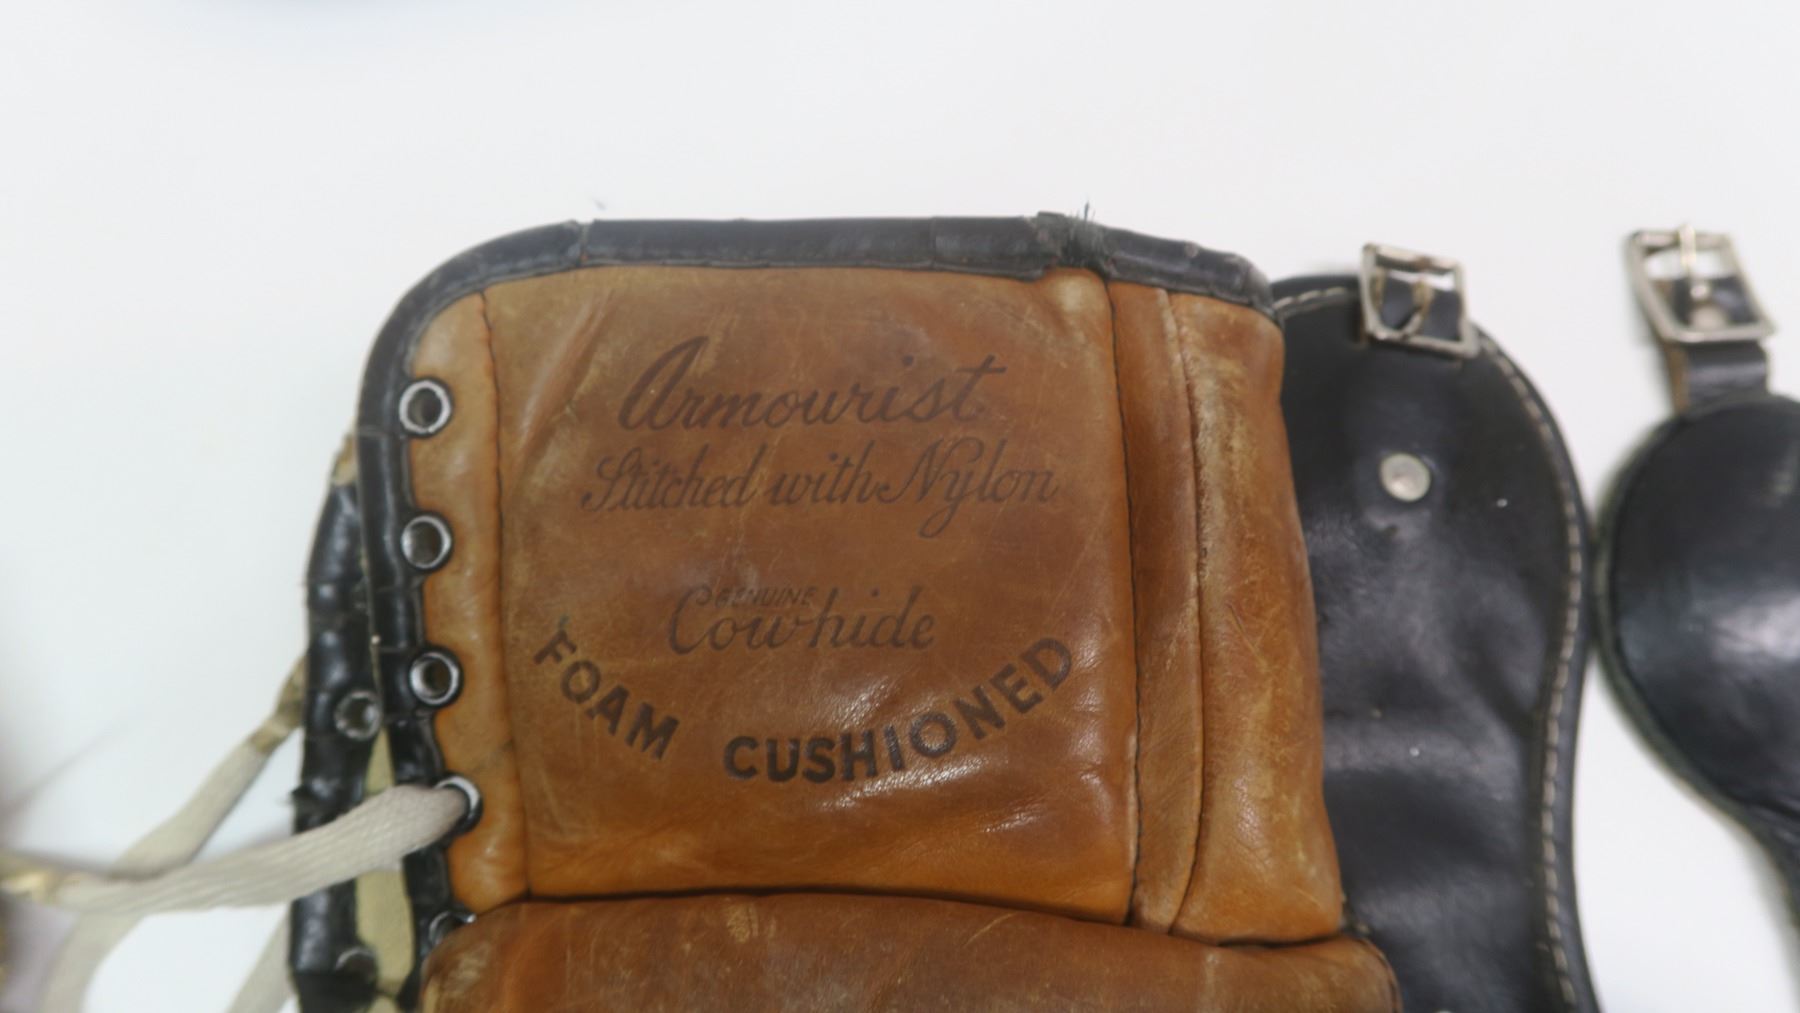 Armourist
Stitched with Nylon
GENUINE
Cowhide
FOAM CUSHIONED